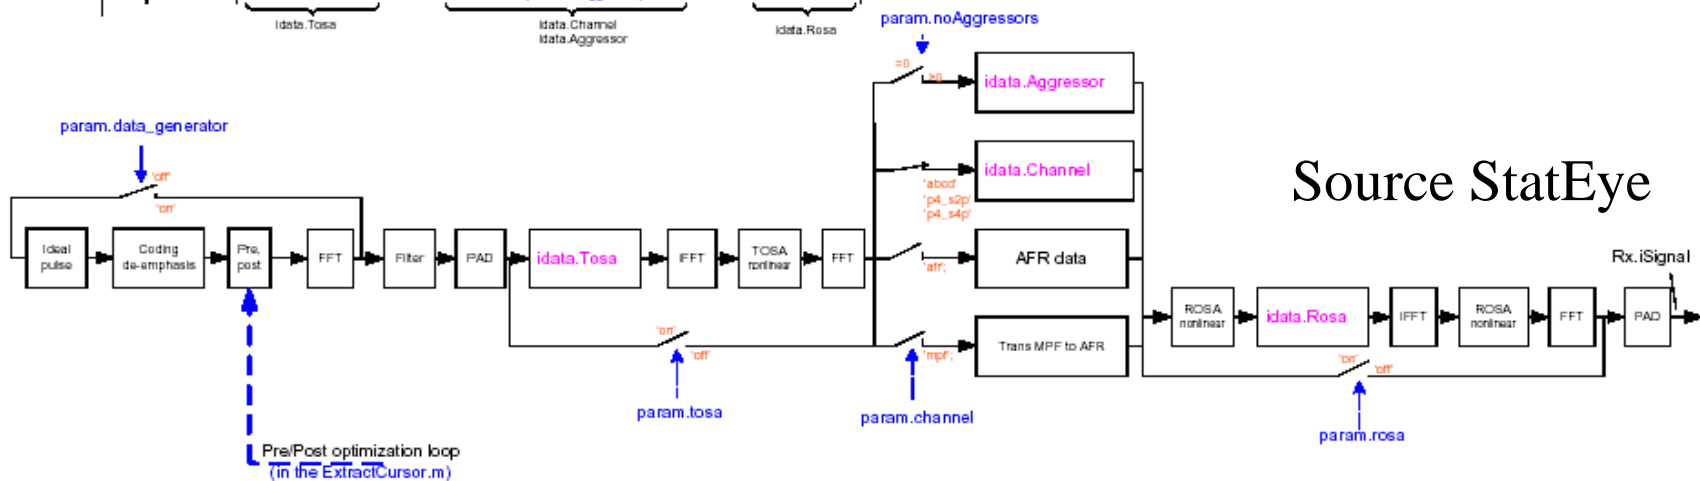 idata.Tosa
idata.Channel
idata.Aggressor
idata.Rosa
param.noAggressors
=0
>0
idata.Aggressor
param.data_generator
'off'
'on'
idata.Channel
'abcd'
'p4_s2p'
'p4_s4p'
Source StatEye
Ideal
pulse
Coding
de-emphasis
Pre,
post
FFT
Filter
PAD
idata.Tosa
IFFT
TOSA
nonlinear
FFT
'afr';
AFR data
Rx.iSignal
ROSA
nonlinear
idata.Rosa
IFFT
ROSA
nonlinear
FFT
PAD
'on'
'off'
'mpf';
Trans MPF to AFR
'on'
'off'
param.tosa
param.channel
param.rosa
Pre/Post optimization loop
(in the ExtractCursor.m)